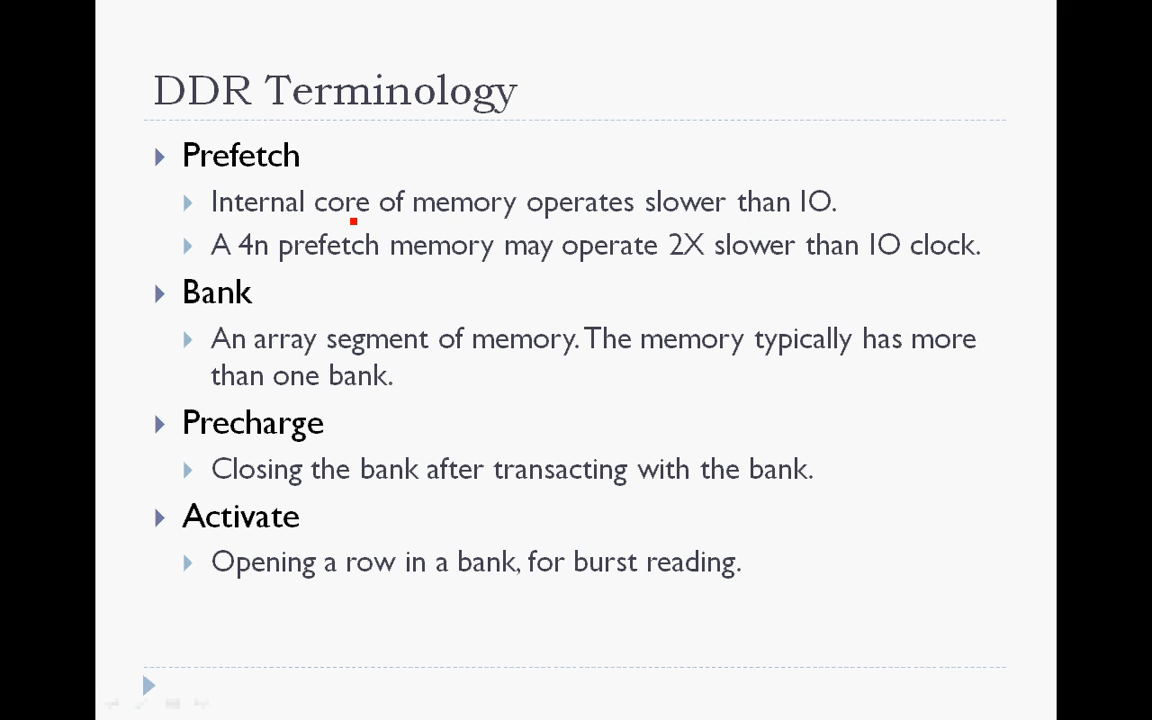 DDR Terminology
Prefetch
Internal core of memory operates slower than IO.
A 4n prefetch memory may operate 2X slower than IO clock.
Bank
An array segment of memory. The memory typically has more
than one bank.
Precharge
Closing the bank after transacting with the bank.
Activate
Opening a row in a bank, for burst reading.